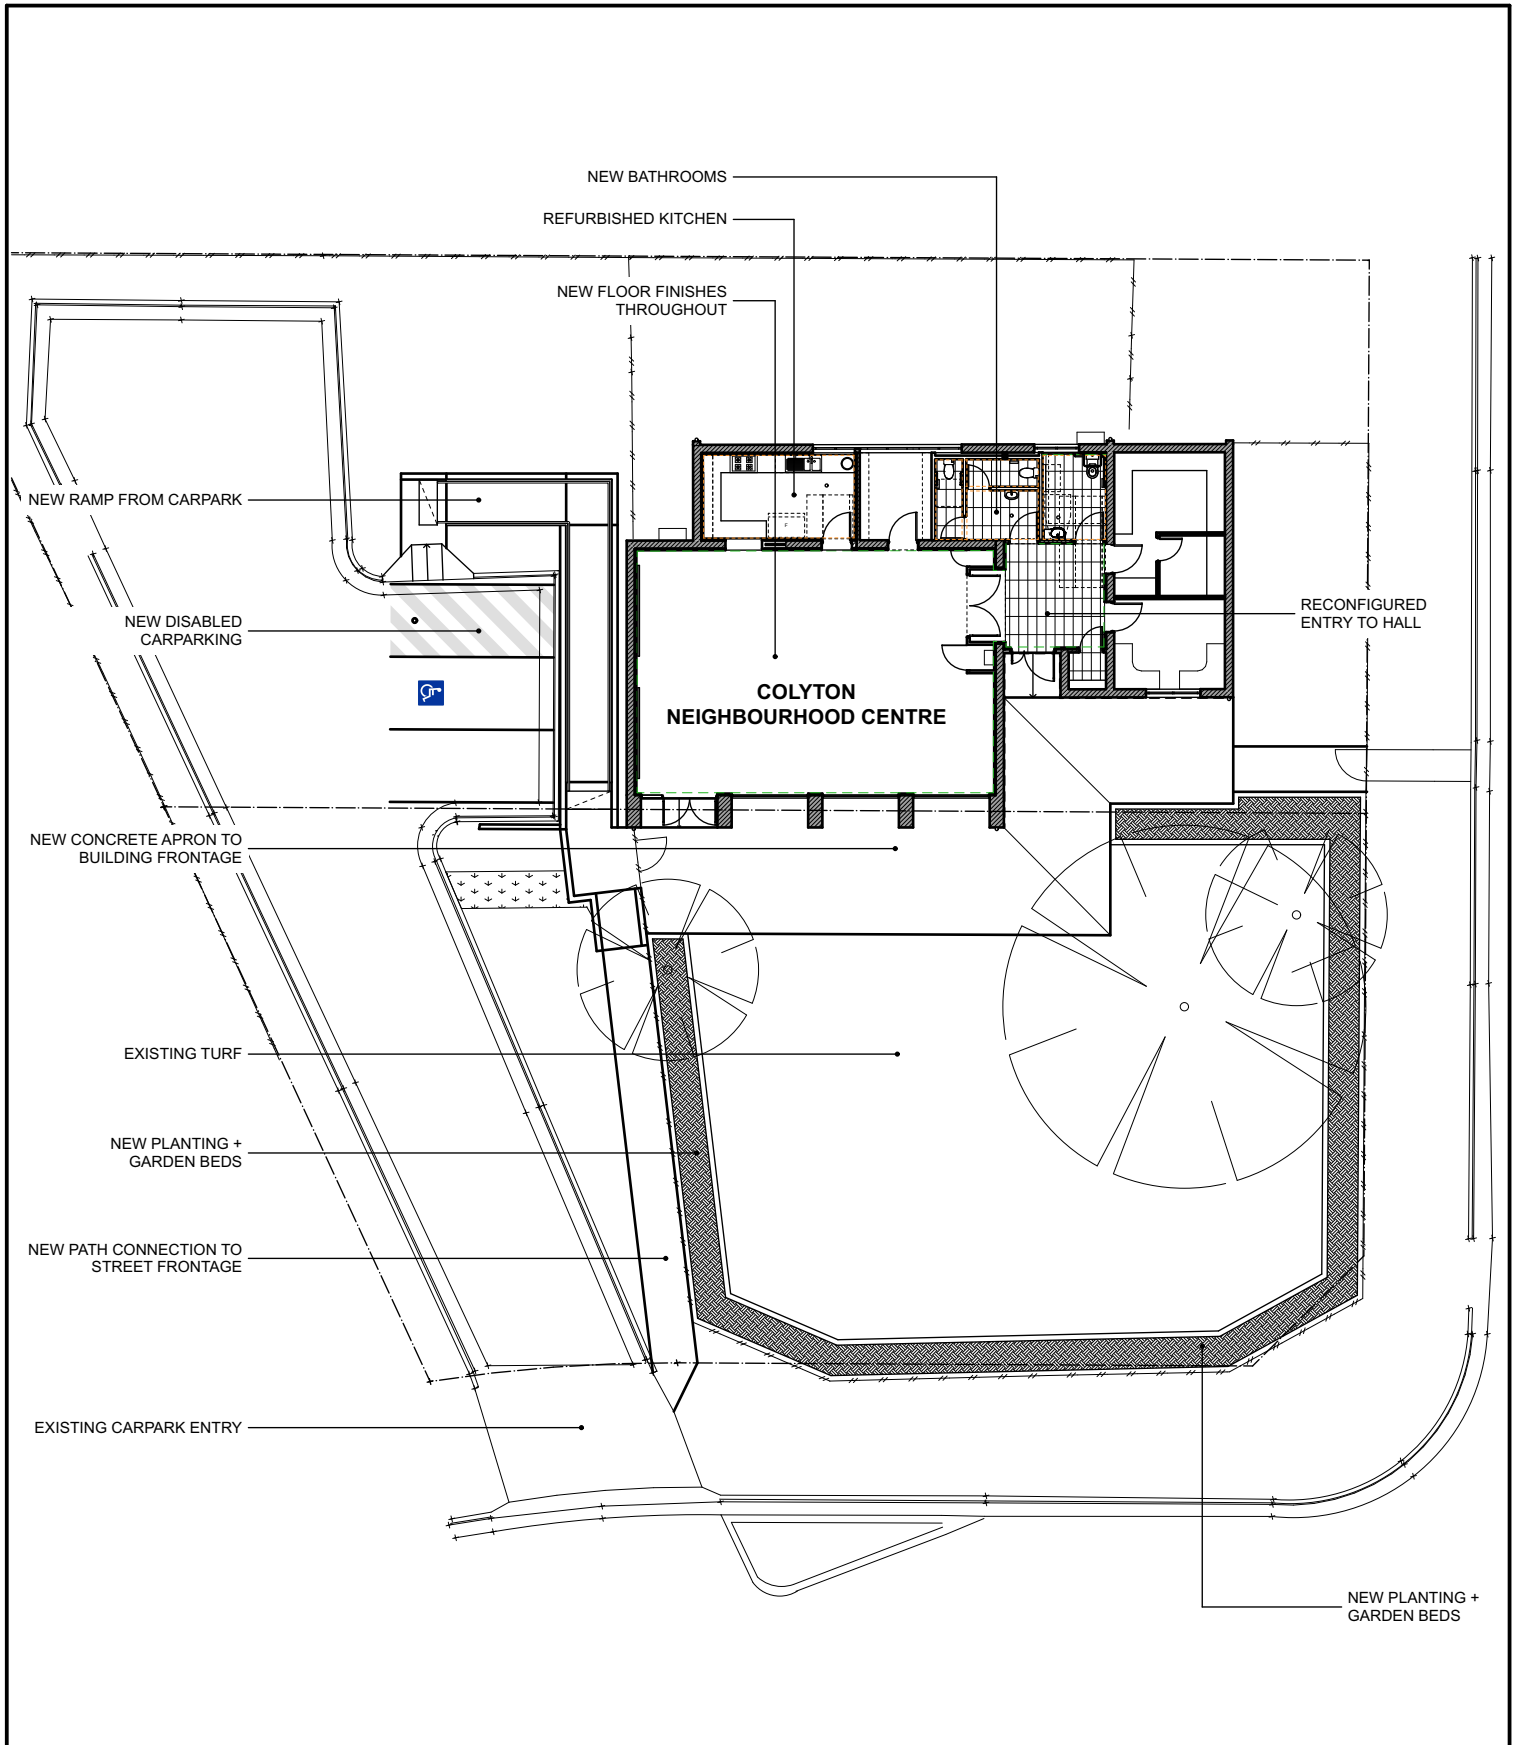 NEW BATHROOMS
REFURBISHED KITCHEN
NEW FLOOR FINISHES
THROUGHOUT
NEW RAMP FROM CARPARK
NEW DISABLED
CARPARKING
RECONFIGURED
ENTRY TO HALL
COLYTON
NEIGHBOURHOOD CENTRE
NEW CONCRETE APRON TO
BUILDING FRONTAGE
EXISTING TURF
NEW PLANTING +
GARDEN BEDS
NEW PATH CONNECTION TO
STREET FRONTAGE
EXISTING CARPARK ENTRY
NEW PLANTING +
GARDEN BEDS